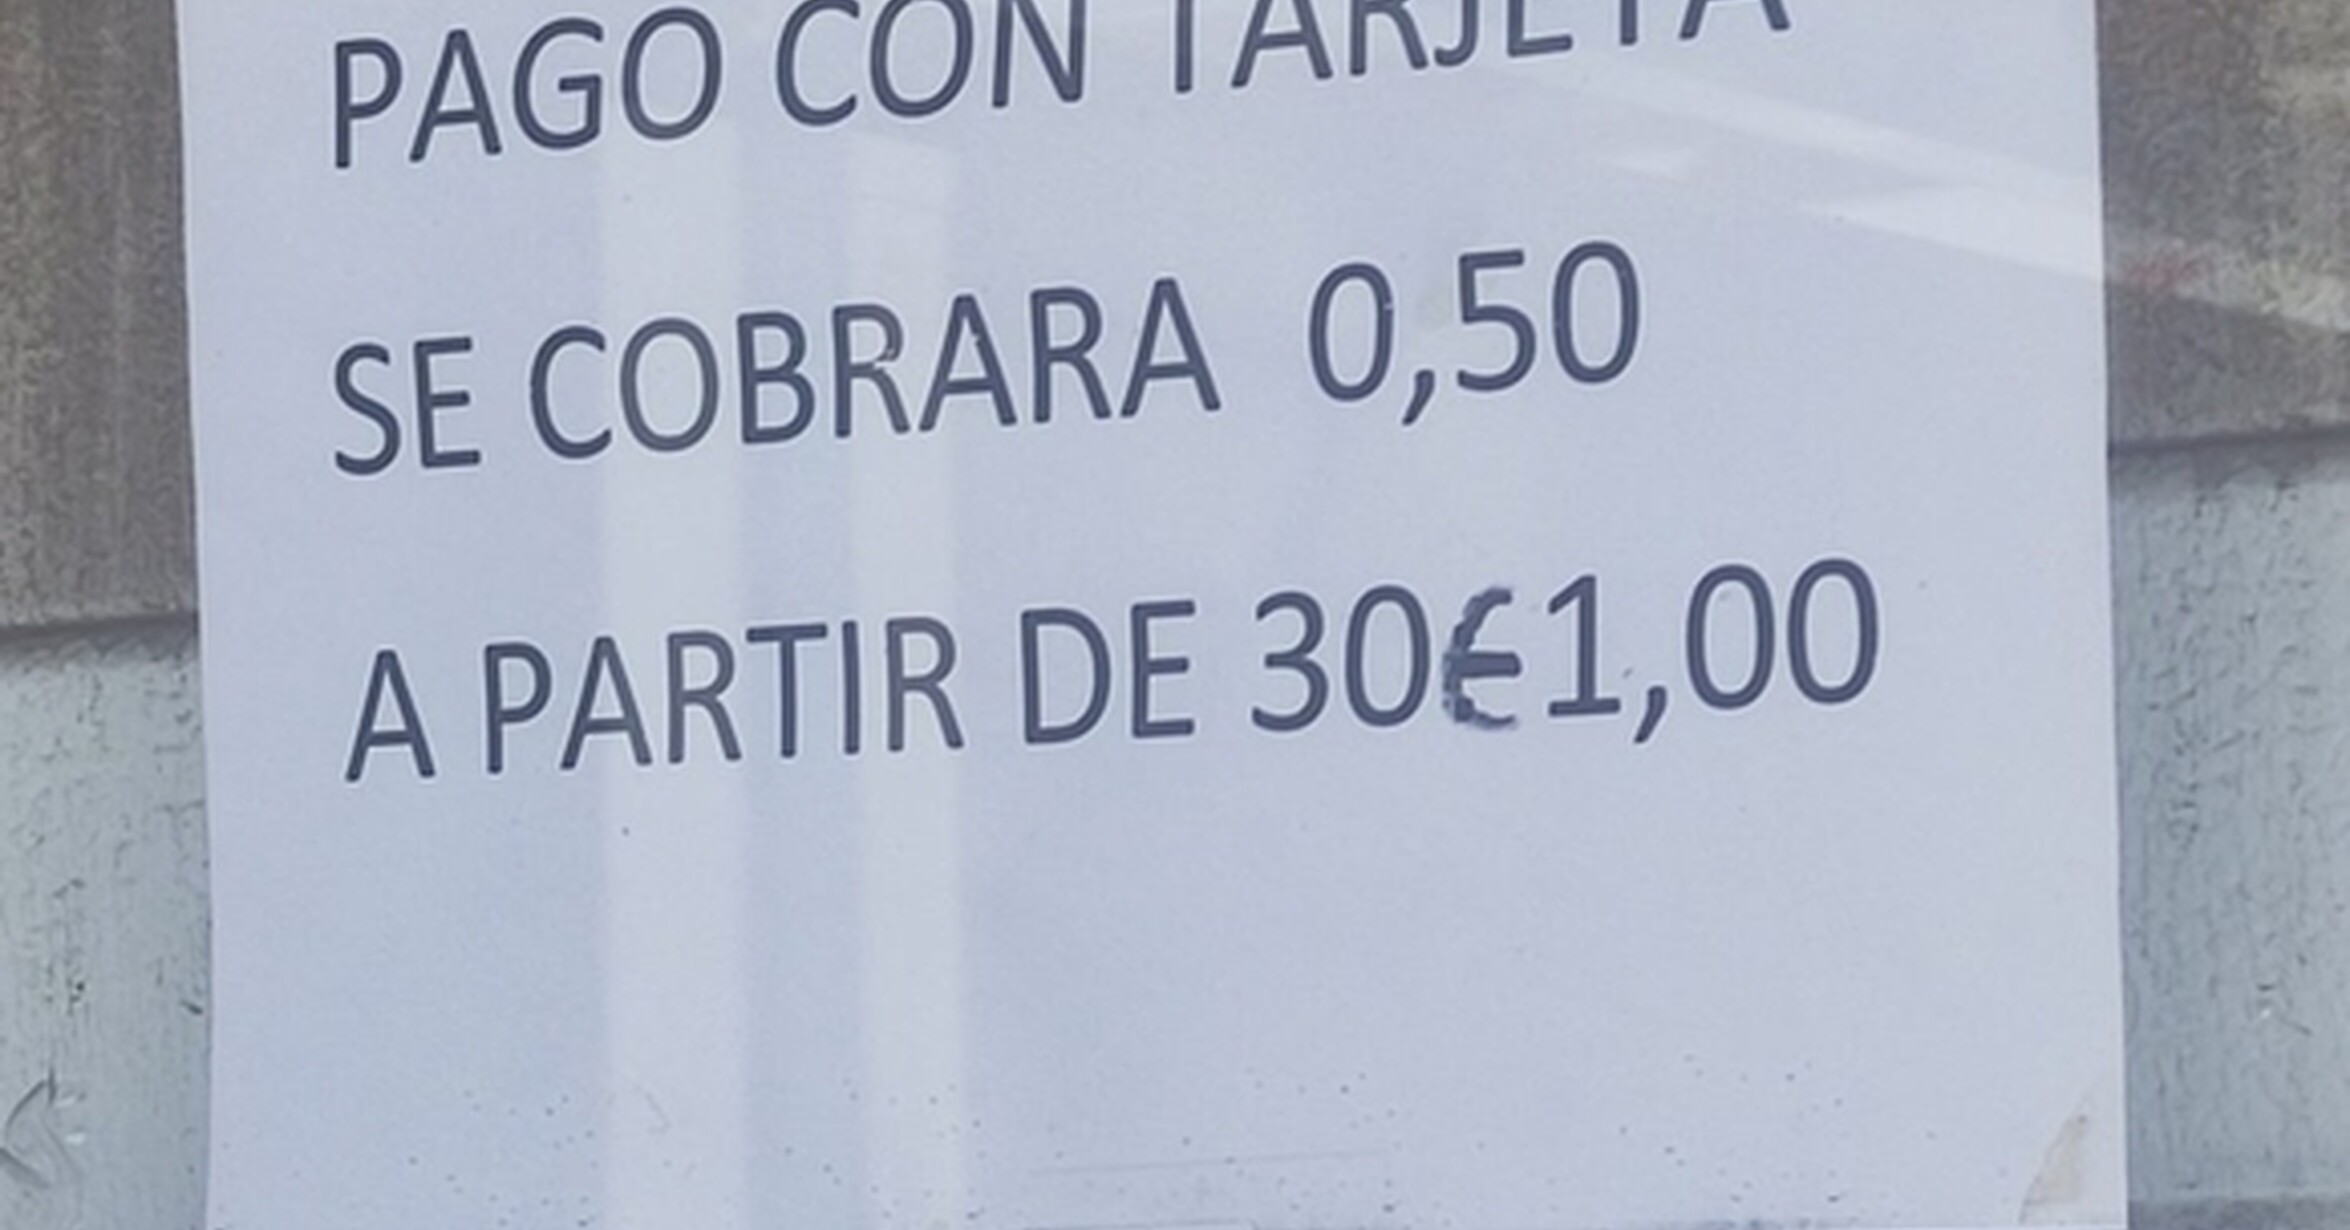 PAGO CON TARJETA
SE COBRARA 0,50
A PARTIR DE 30€1,00